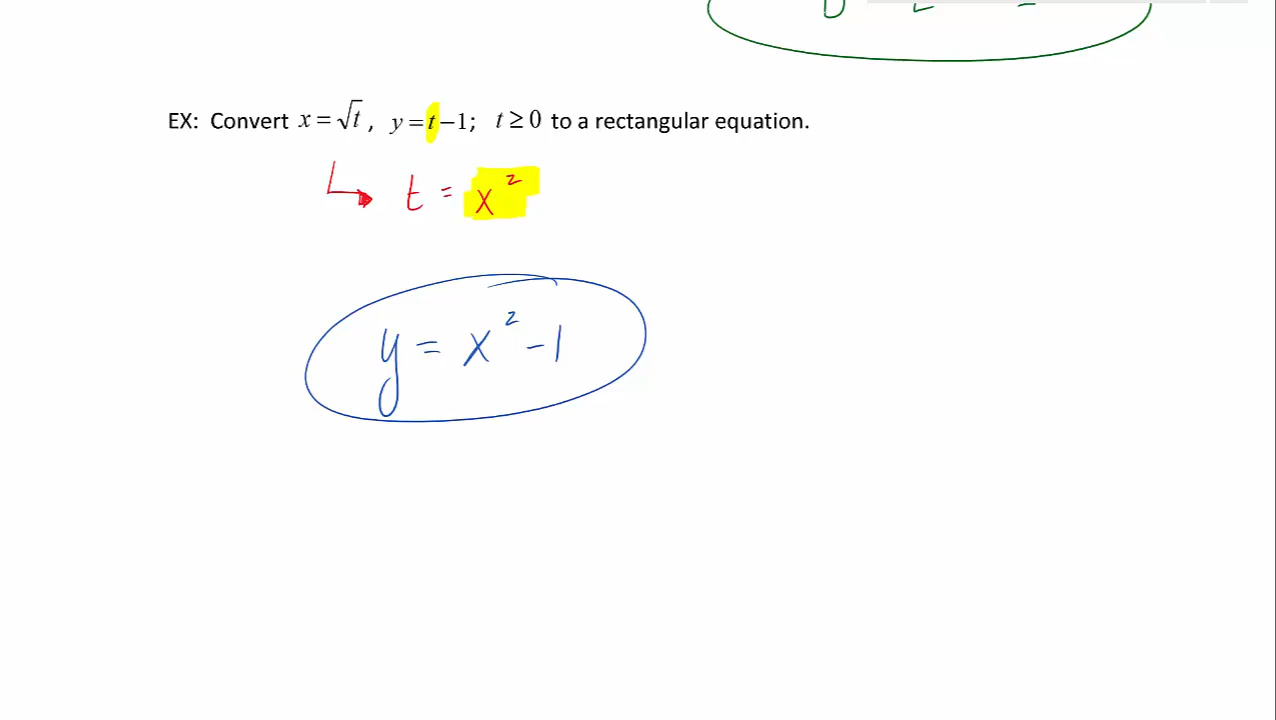 EX: Convert x = √t, y = t − 1; t ≥ 0 to a rectangular equation.
t = x²
y = x² − 1